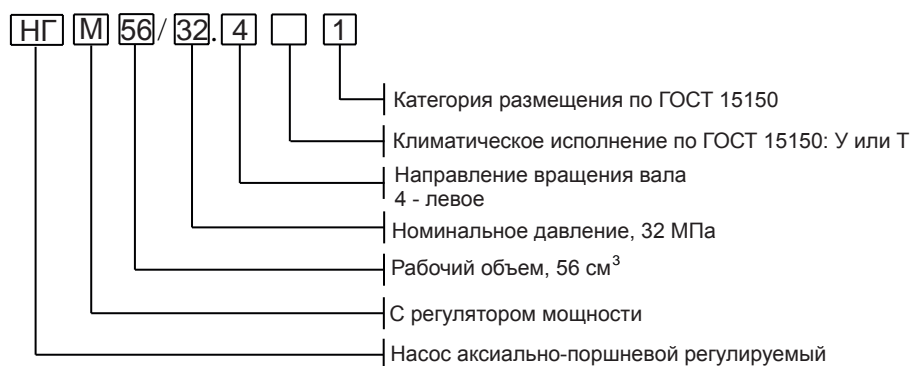 НГ М 56/32.4 1
Категория размещения по ГОСТ 15150
Климатическое исполнение по ГОСТ 15150: У или Т
Направление вращения вала
4 - левое
Номинальное давление, 32 МПа
Рабочий объем, 56 см³
С регулятором мощности
Насос аксиально-поршневой регулируемый